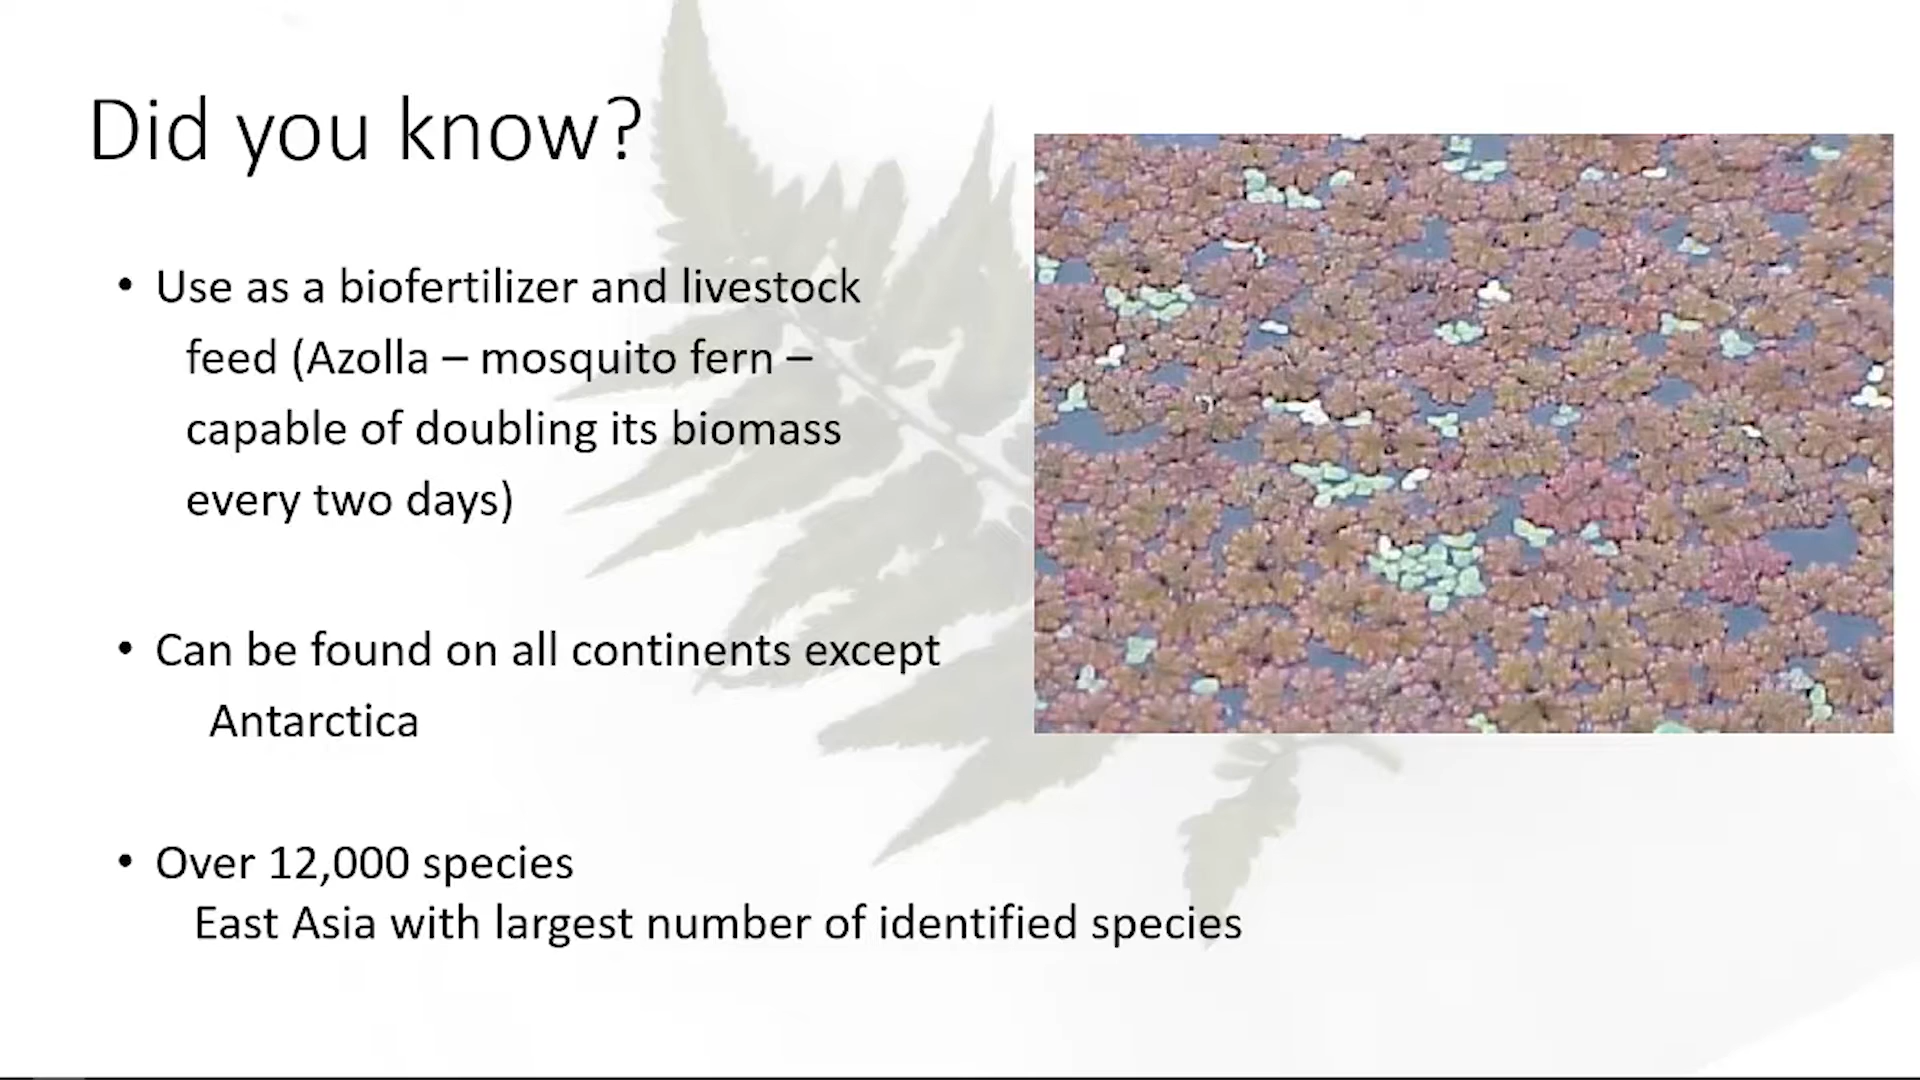 Did you know?
• Use as a biofertilizer and livestock
feed (Azolla – mosquito fern –
capable of doubling its biomass
every two days)
• Can be found on all continents except
Antarctica
• Over 12,000 species
East Asia with largest number of identified species